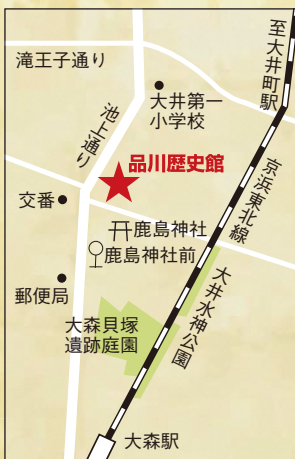 滝王子通り
至大井町駅
大井第一
小学校
池上通り
品川歴史館
京浜東北線
交番
鹿島神社
鹿島神社前
大井水神公園
郵便局
大森貝塚
遺跡庭園
大森駅